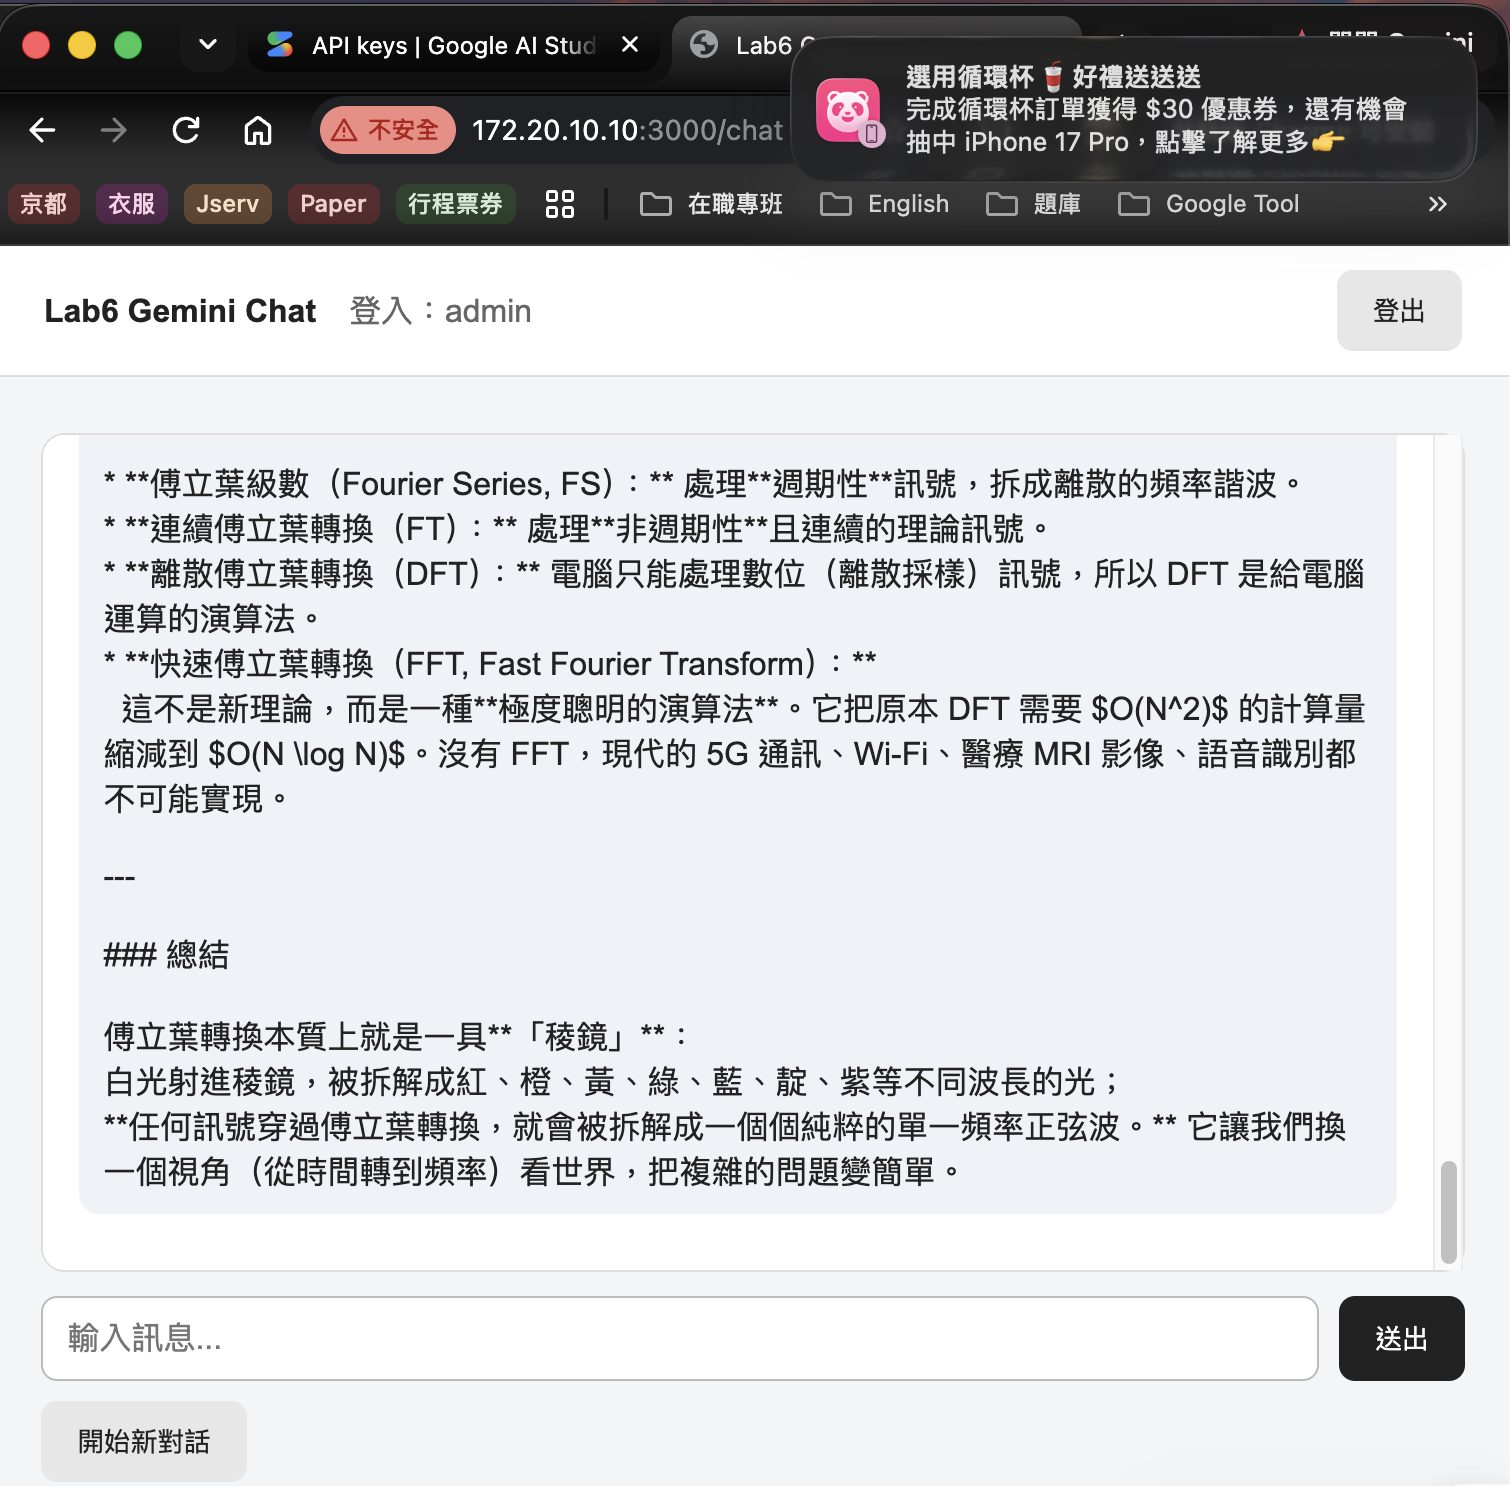 API keys | Google AI Stud
Lab6
選用循環杯🥤好禮送送送
完成循環杯訂單獲得 $30 優惠券，還有機會
抽中 iPhone 17 Pro，點擊了解更多👉
不安全 172.20.10.10:3000/chat
京都 衣服 Jserv Paper 行程票券 在職專班 English 題庫 Google Tool
Lab6 Gemini Chat 登入：admin 登出
* **傅立葉級數（Fourier Series, FS）：** 處理**週期性**訊號，拆成離散的頻率諧波。
* **連續傅立葉轉換（FT）：** 處理**非週期性**且連續的理論訊號。
* **離散傅立葉轉換（DFT）：** 電腦只能處理數位（離散採樣）訊號，所以 DFT 是給電腦
運算的演算法。
* **快速傅立葉轉換（FFT, Fast Fourier Transform）：**
這不是新理論，而是一種**極度聰明的演算法**。它把原本 DFT 需要 $O(N^2)$ 的計算量
縮減到 $O(N \log N)$。沒有 FFT，現代的 5G 通訊、Wi-Fi、醫療 MRI 影像、語音識別都
不可能實現。
---
### 總結
傅立葉轉換本質上就是一具**「稜鏡」**：
白光射進稜鏡，被拆解成紅、橙、黃、綠、藍、靛、紫等不同波長的光；
**任何訊號穿過傅立葉轉換，就會被拆解成一個個純粹的單一頻率正弦波。** 它讓我們換
一個視角（從時間轉到頻率）看世界，把複雜的問題變簡單。
輸入訊息...
送出
開始新對話